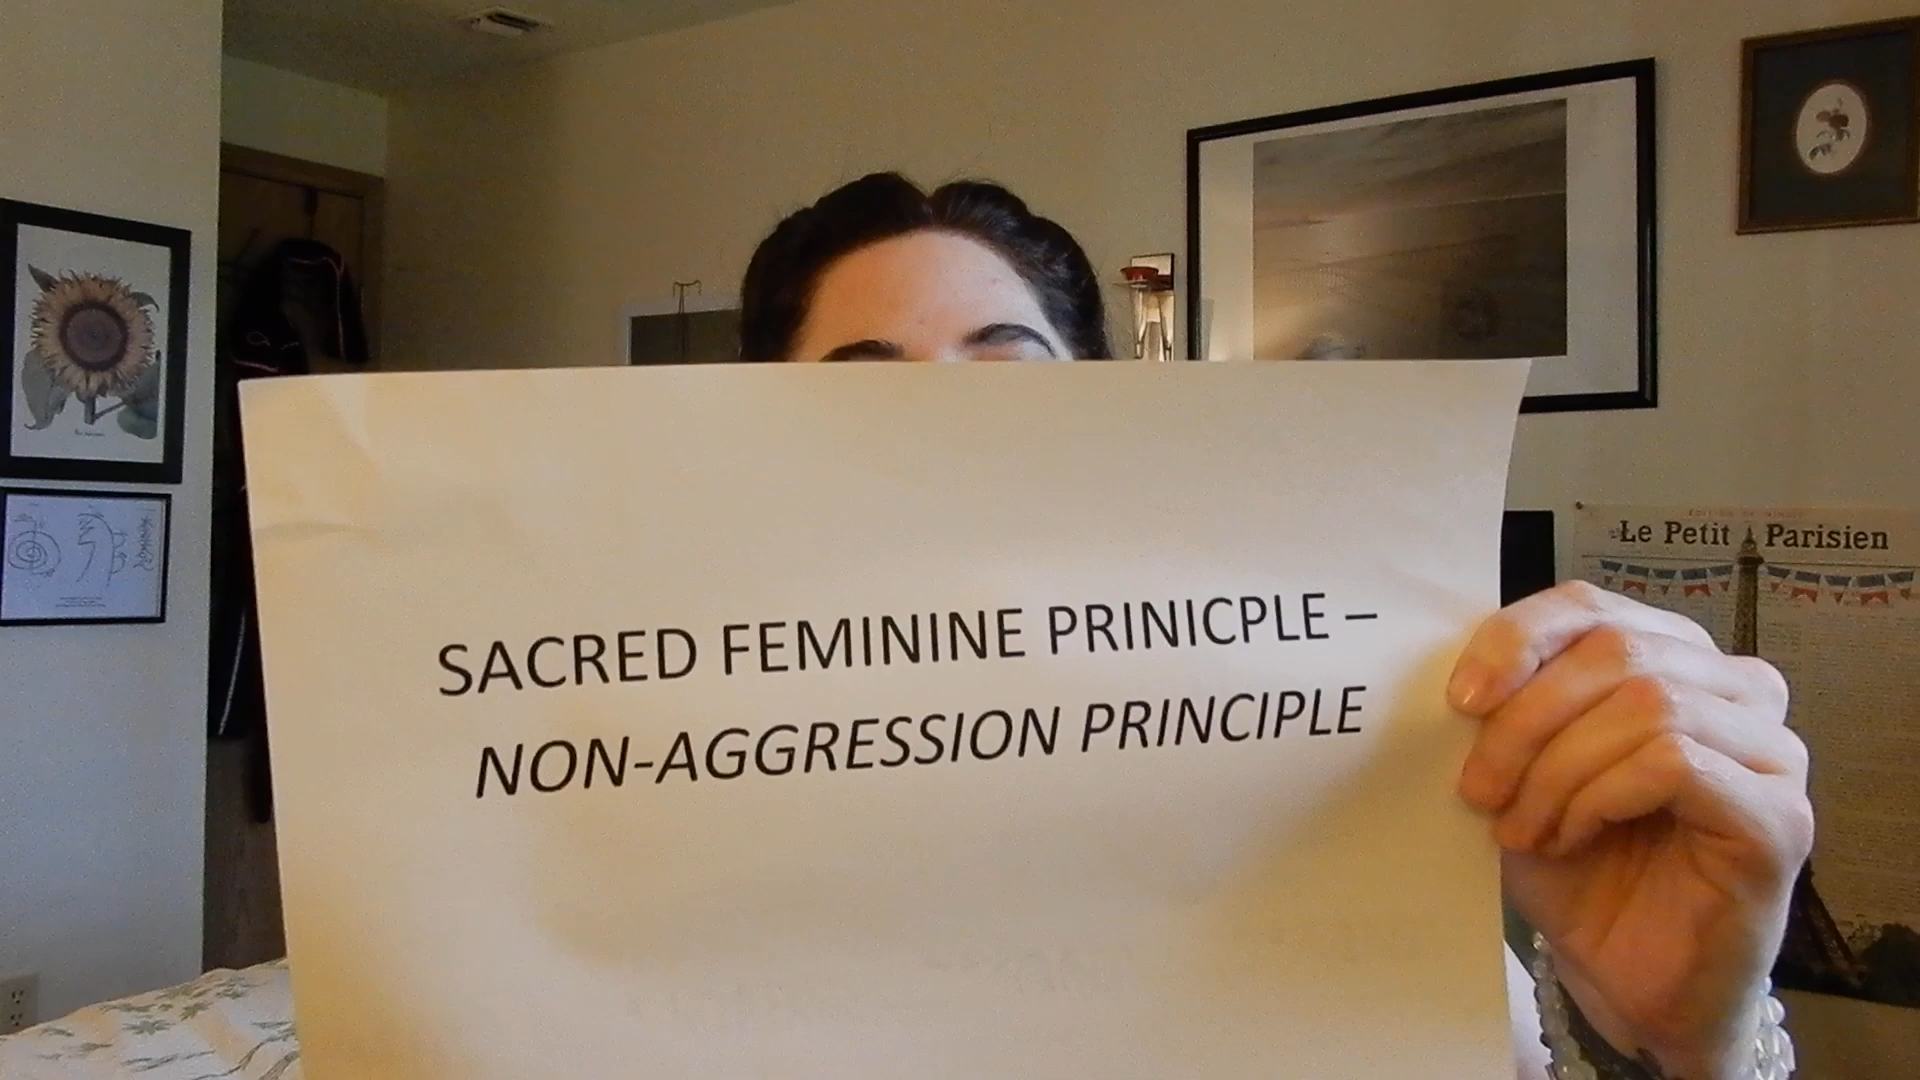 SACRED FEMININE PRINICPLE –
NON-AGGRESSION PRINCIPLE
Le Petit Parisien